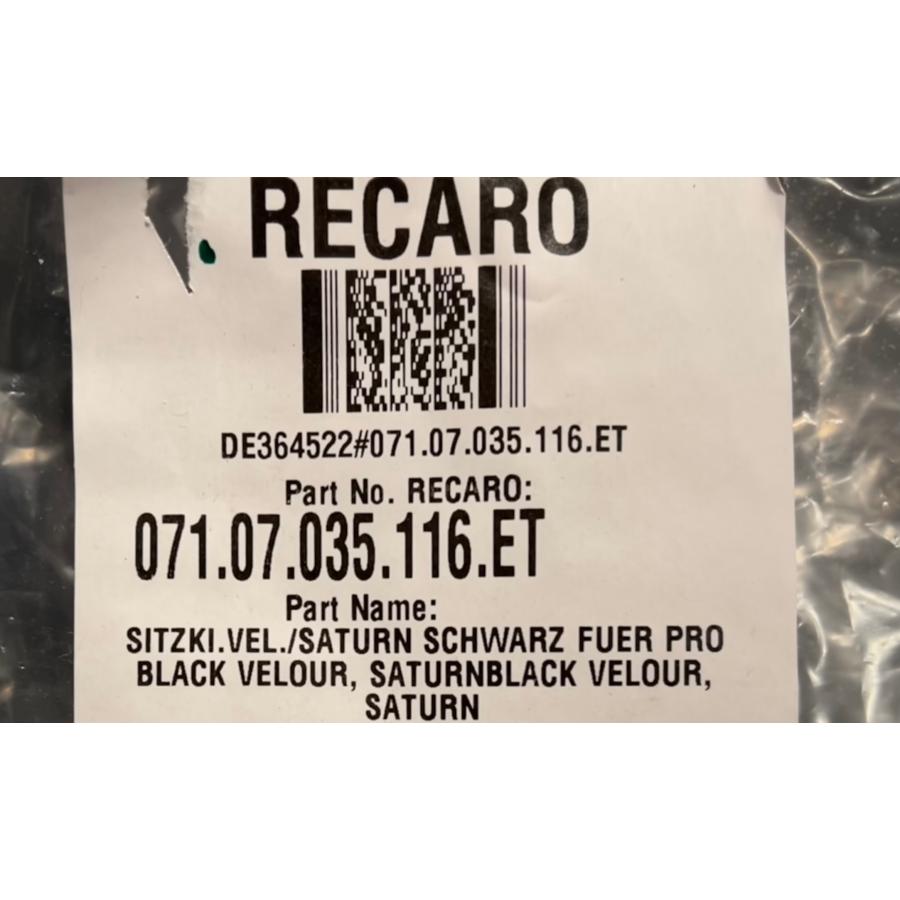 RECARO
DE364522#071.07.035.116.ET
Part No. RECARO:
071.07.035.116.ET
Part Name:
SITZKI.VEL./SATURN SCHWARZ FUER PRO
BLACK VELOUR, SATURNBLACK VELOUR,
SATURN